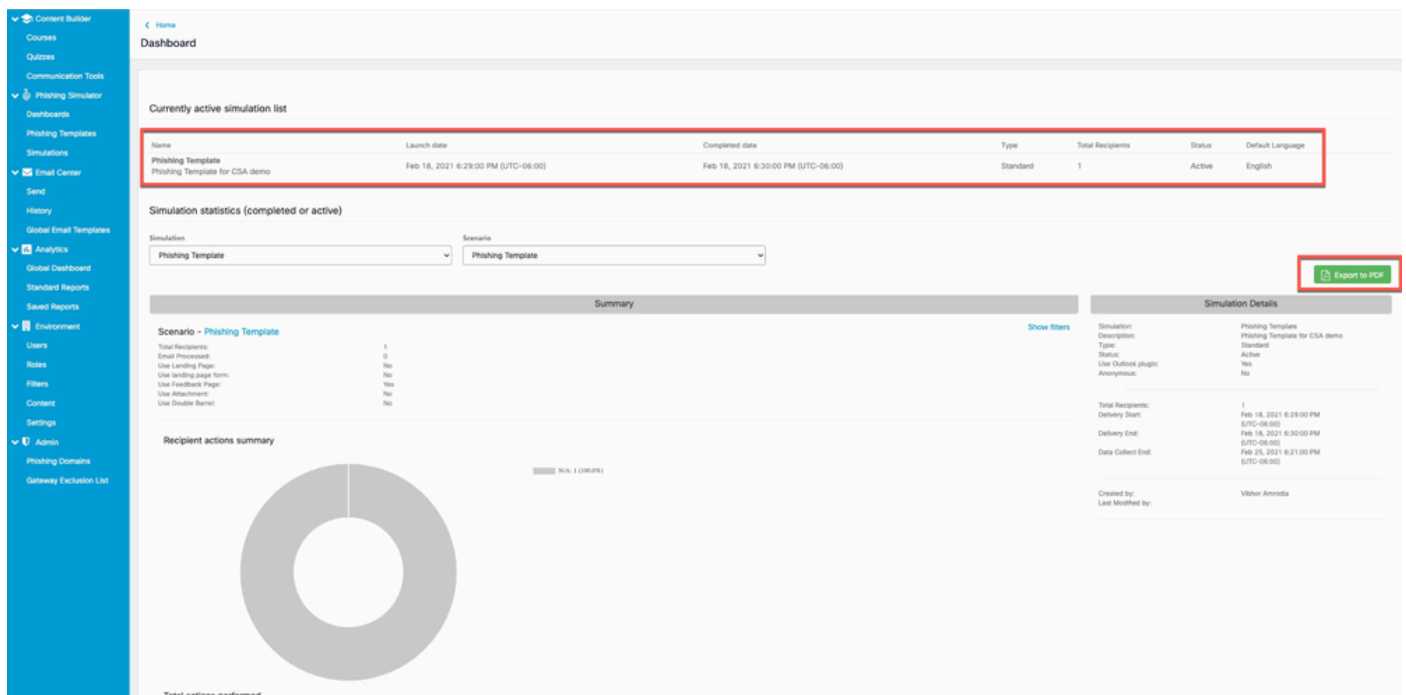 Content Builder
Courses
Quizzes
Communication Tools
Phishing Simulator
Dashboards
Phishing Templates
Simulations
Email Center
Send
History
Global Email Templates
Analytics
Global Dashboard
Standard Reports
Saved Reports
Environment
Users
Roles
Filters
Content
Settings
Admin
Phishing Domains
Gateway Exclusion List
Home
Dashboard
Currently active simulation list
Name Launch date Completed date Type Total Recipients Status Default Language
Phishing Template
Phishing Template for CSA demo Feb 18, 2021 6:29:00 PM (UTC-06:00) Feb 18, 2021 6:30:00 PM (UTC-06:00) Standard 1 Active English
Simulation statistics (completed or active)
Simulation Scenario
Phishing Template Phishing Template
Export to PDF
Summary
Scenario - Phishing Template Show filters
Total Recipients: 1
Email Processed: 0
Use Landing Page: No
Use landing page form: No
Use Feedback Page: Yes
Use Attachment: No
Use Double Barrel: No
Recipient actions summary
N/A: 1 (100.0%)
Total actions performed
Simulation Details
Simulation: Phishing Template
Description: Phishing Template for CSA demo
Type: Standard
Status: Active
Use Outlook plugin: Yes
Anonymous: No
Total Recipients: 1
Delivery Start: Feb 18, 2021 6:29:00 PM
(UTC-06:00)
Delivery End: Feb 18, 2021 6:30:00 PM
(UTC-06:00)
Data Collect End: Feb 25, 2021 6:21:00 PM
(UTC-06:00)
Created by: Vibhor Amrodia
Last Modified by: